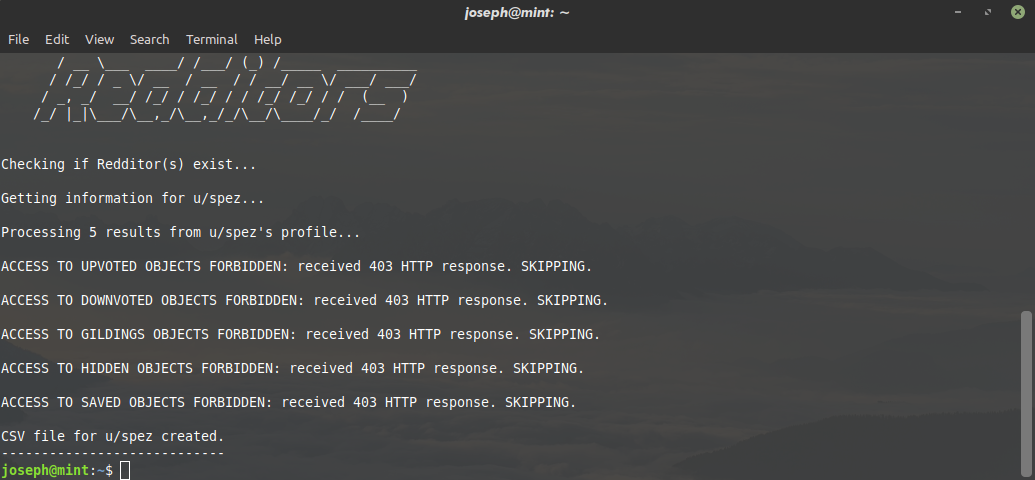 joseph@mint: ~
File Edit View Search Terminal Help
Redditors
Checking if Redditor(s) exist...
Getting information for u/spez...
Processing 5 results from u/spez's profile...
ACCESS TO UPVOTED OBJECTS FORBIDDEN: received 403 HTTP response. SKIPPING.
ACCESS TO DOWNVOTED OBJECTS FORBIDDEN: received 403 HTTP response. SKIPPING.
ACCESS TO GILDINGS OBJECTS FORBIDDEN: received 403 HTTP response. SKIPPING.
ACCESS TO HIDDEN OBJECTS FORBIDDEN: received 403 HTTP response. SKIPPING.
ACCESS TO SAVED OBJECTS FORBIDDEN: received 403 HTTP response. SKIPPING.
CSV file for u/spez created.
----------------------------
joseph@mint:~$